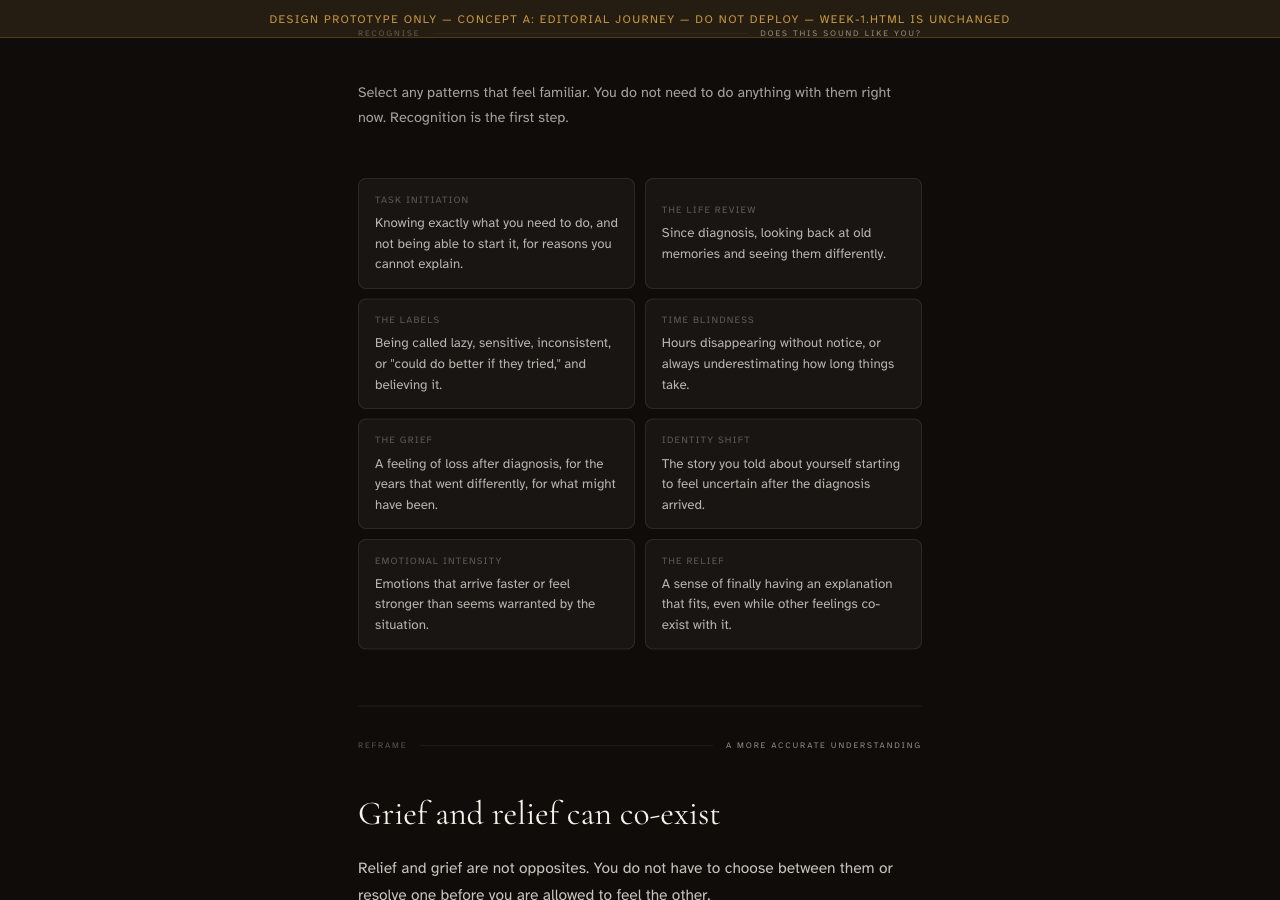 DESIGN PROTOTYPE ONLY — CONCEPT A: EDITORIAL JOURNEY — DO NOT DEPLOY — WEEK-1.HTML IS UNCHANGED
RECOGNISE
DOES THIS SOUND LIKE YOU?
Select any patterns that feel familiar. You do not need to do anything with them right
now. Recognition is the first step.
TASK INITIATION
Knowing exactly what you need to do, and
not being able to start it, for reasons you
cannot explain.
THE LIFE REVIEW
Since diagnosis, looking back at old
memories and seeing them differently.
THE LABELS
Being called lazy, sensitive, inconsistent,
or "could do better if they tried," and
believing it.
TIME BLINDNESS
Hours disappearing without notice, or
always underestimating how long things
take.
THE GRIEF
A feeling of loss after diagnosis, for the
years that went differently, for what might
have been.
IDENTITY SHIFT
The story you told about yourself starting
to feel uncertain after the diagnosis
arrived.
EMOTIONAL INTENSITY
Emotions that arrive faster or feel
stronger than seems warranted by the
situation.
THE RELIEF
A sense of finally having an explanation
that fits, even while other feelings co-
exist with it.
REFRAME
A MORE ACCURATE UNDERSTANDING
Grief and relief can co-exist
Relief and grief are not opposites. You do not have to choose between them or
resolve one before you are allowed to feel the other.